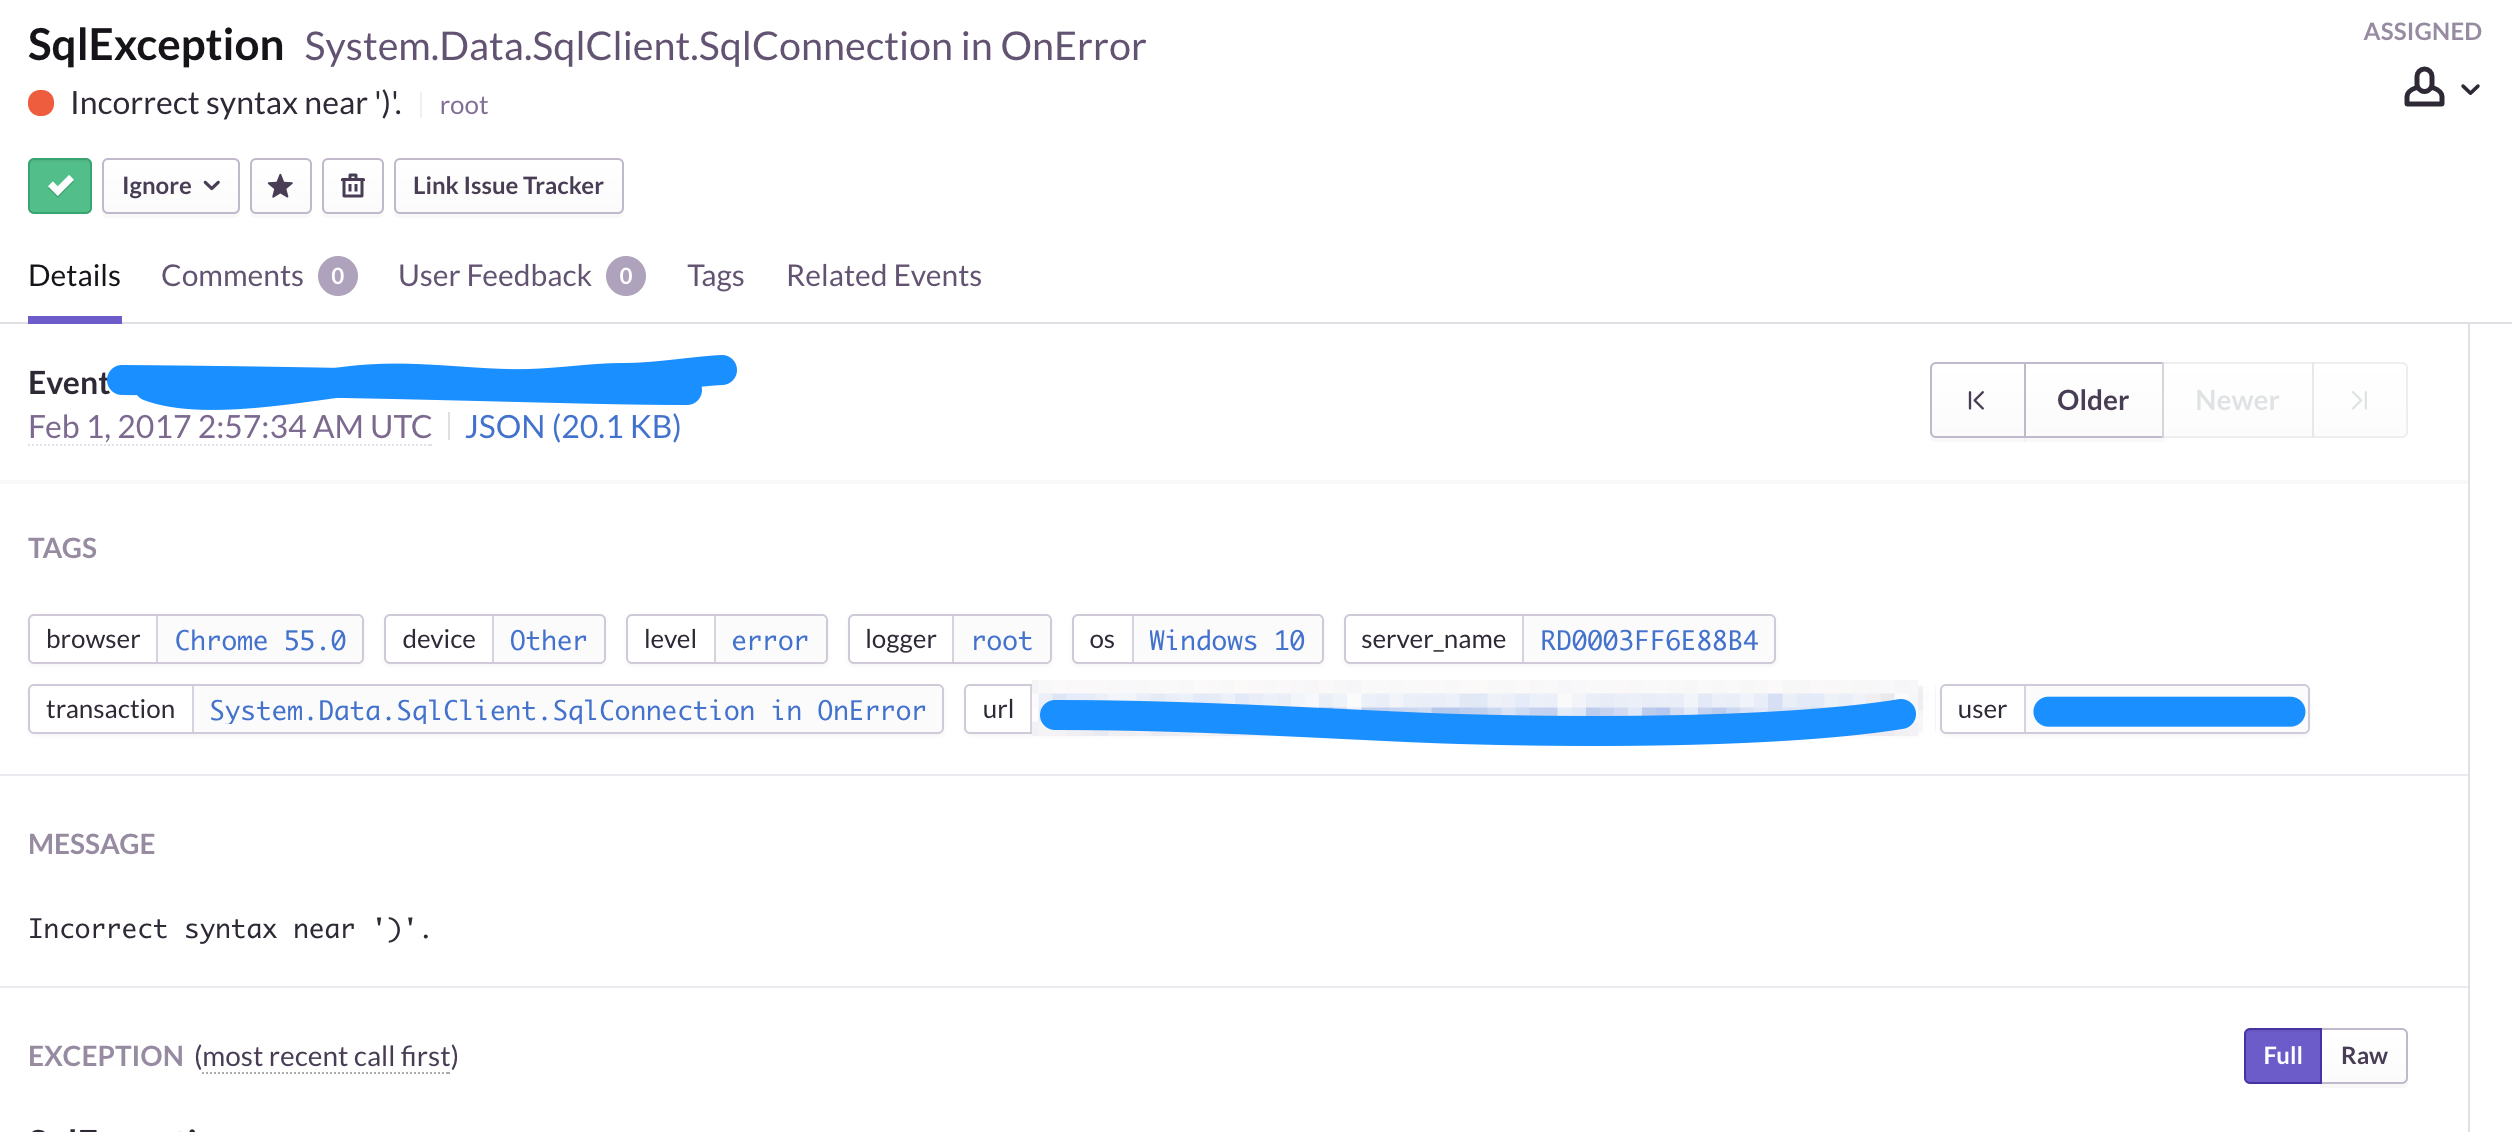 SqlException System.Data.SqlClient.SqlConnection in OnError
ASSIGNED
Incorrect syntax near ')'. root
Ignore Link Issue Tracker
Details Comments 0 User Feedback 0 Tags Related Events
Event
Feb 1, 2017 2:57:34 AM UTC JSON (20.1 KB)
Older Newer
TAGS
browser Chrome 55.0 device Other level error logger root os Windows 10 server_name RD0003FF6E88B4
transaction System.Data.SqlClient.SqlConnection in OnError url user
MESSAGE
Incorrect syntax near ')'.
EXCEPTION (most recent call first)
Full Raw